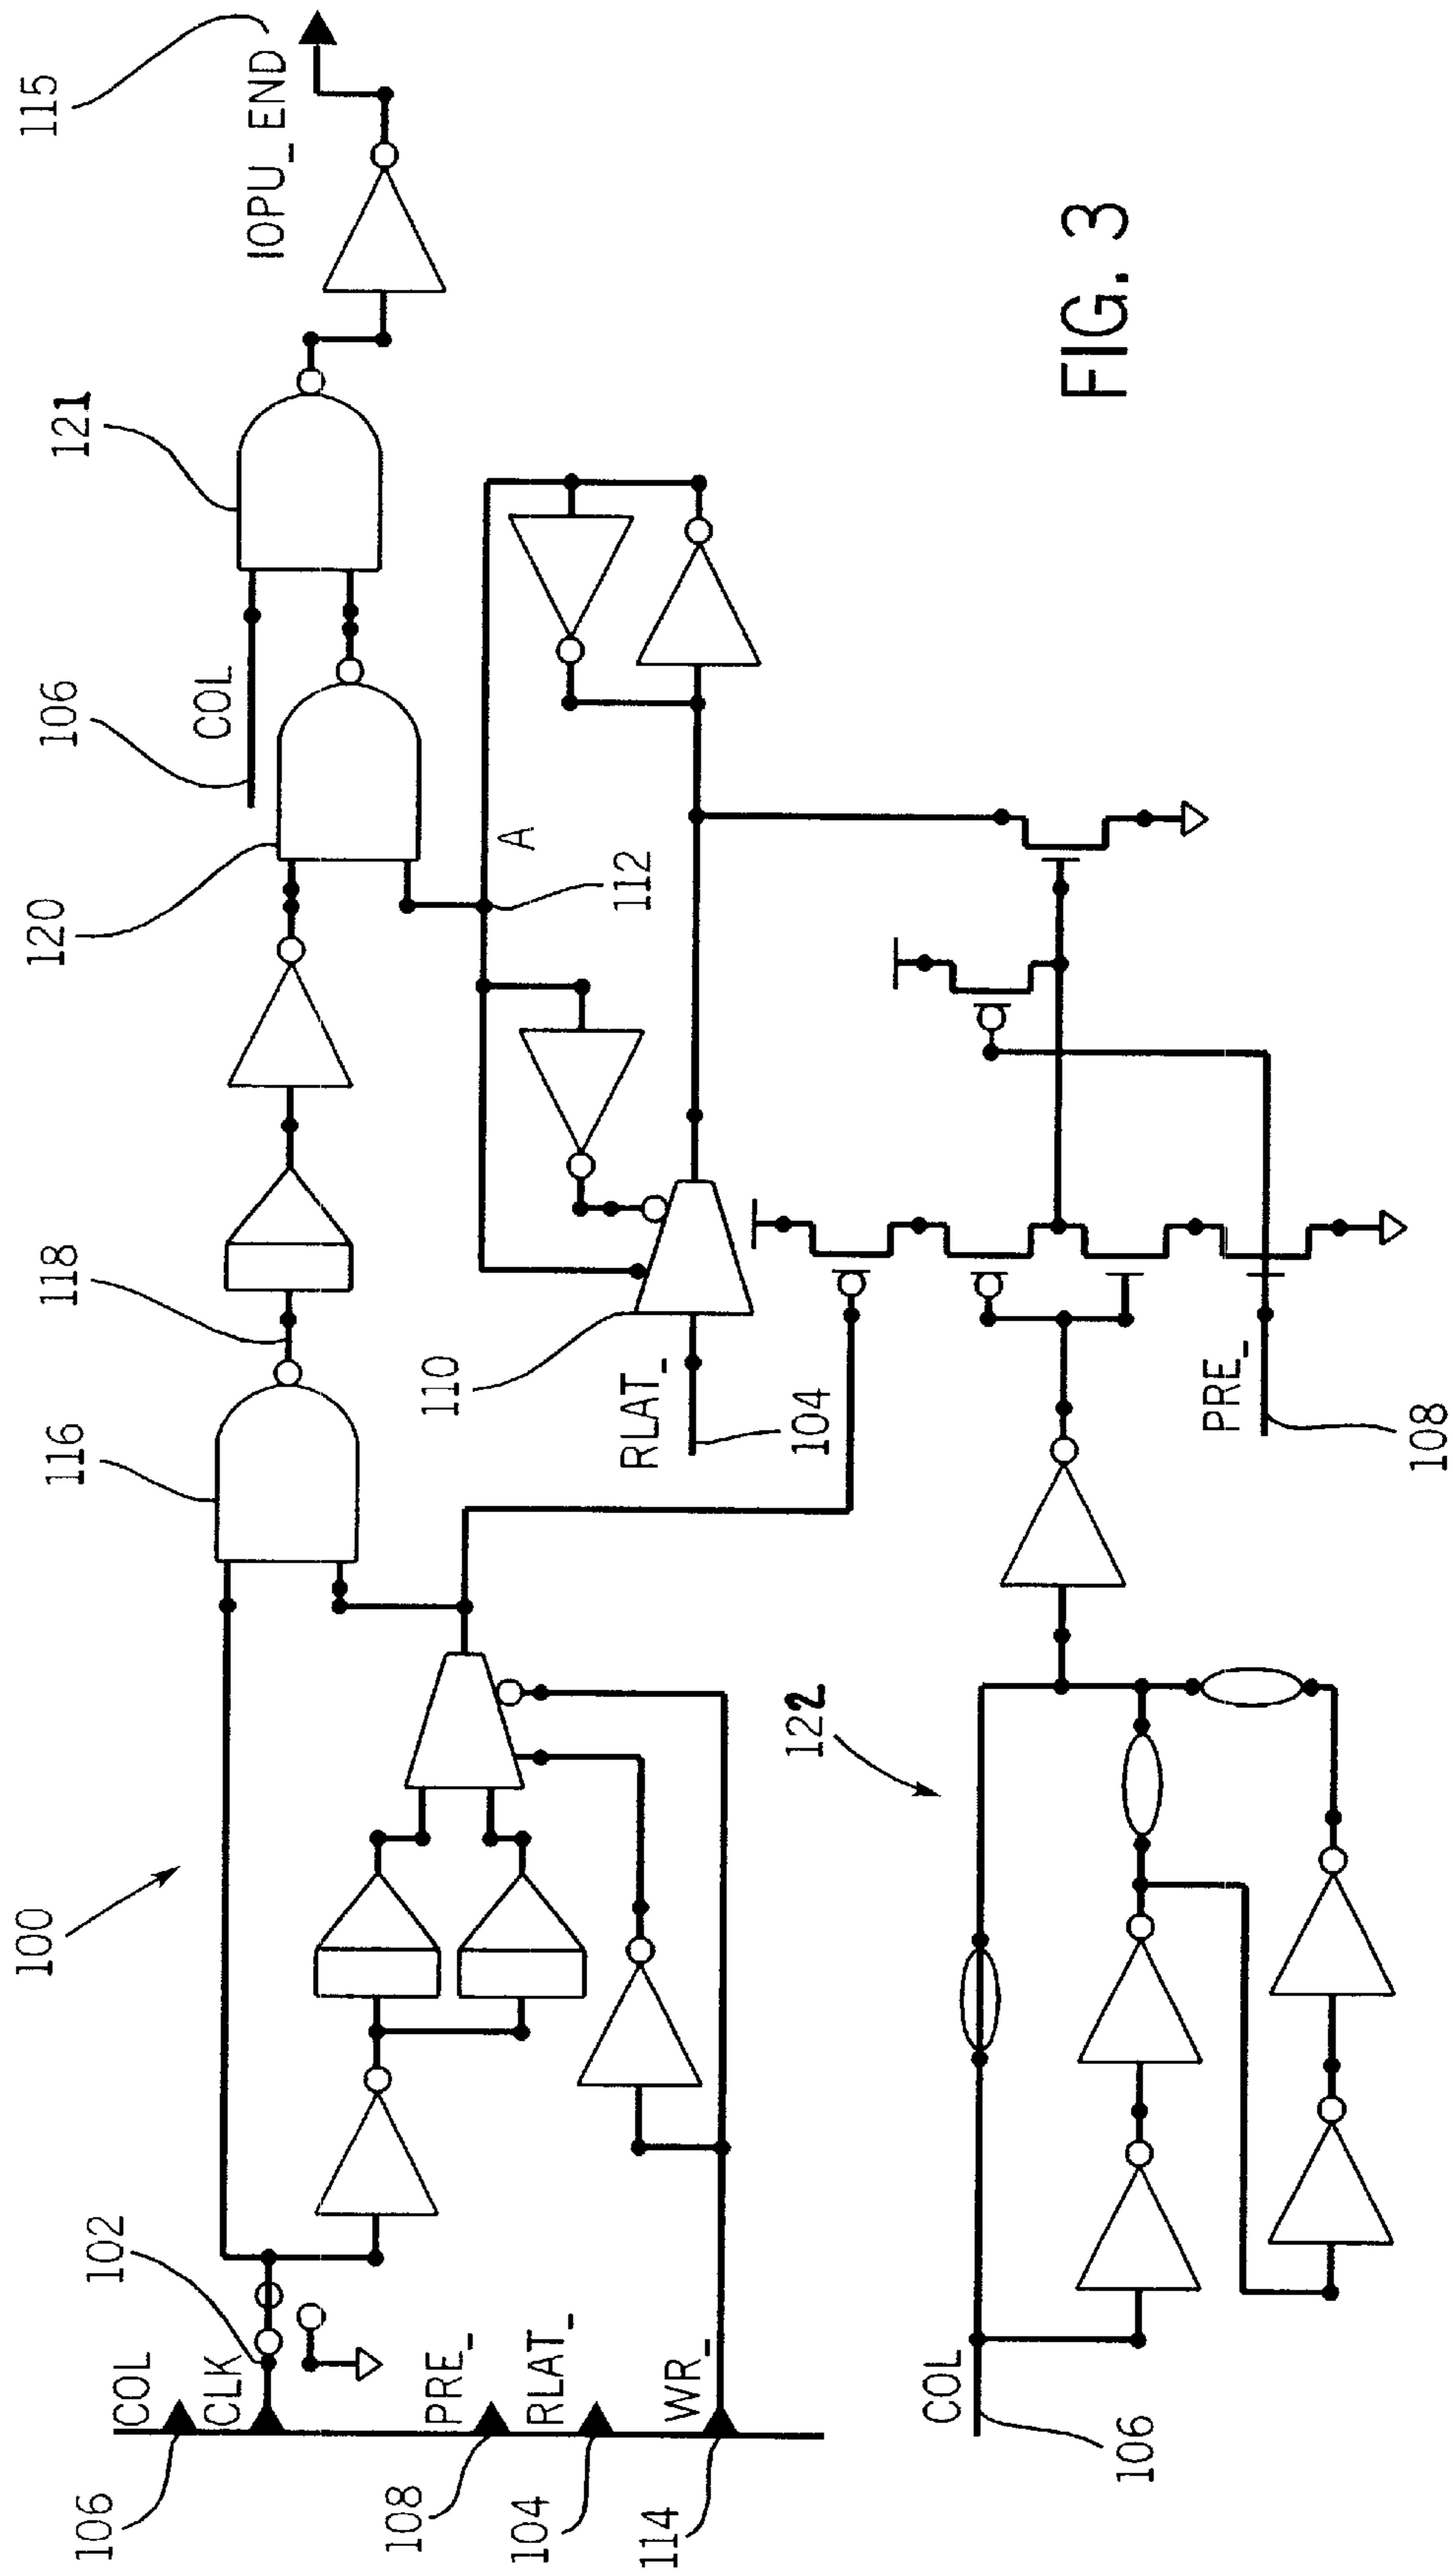 115
IOPU_END
121
106
COL
120
A
112
118
116
110
RLAT_
104
PRE_
108
FIG. 3
100
102
122
COL
CLK
PRE_
RLAT_
WR_
106
108
104
114
COL
106